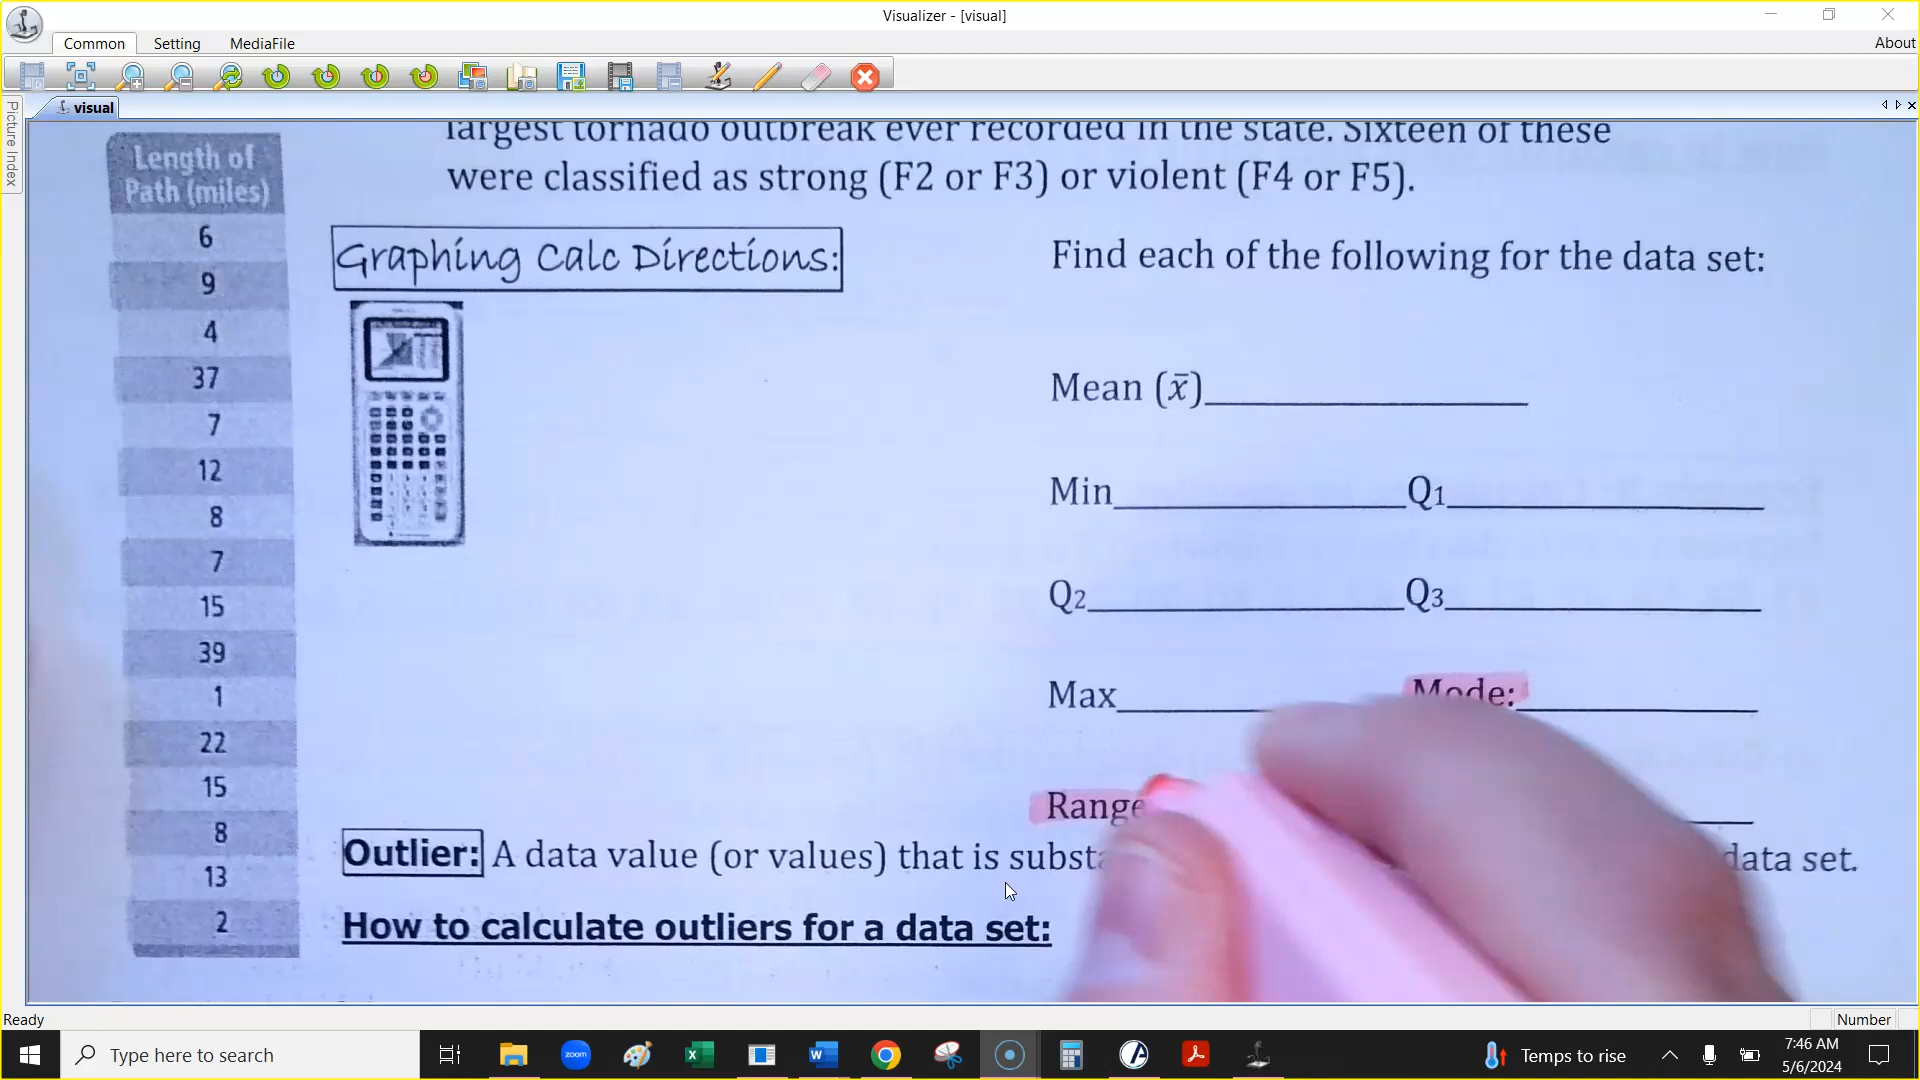 Visualizer - [visual]
Common Setting MediaFile About
Picture Index
visual
largest tornado outbreak ever recorded in the state. Sixteen of these
were classified as strong (F2 or F3) or violent (F4 or F5).
Length of
Path (miles)
6
9
4
37
7
12
8
7
15
39
1
22
15
8
13
2
Graphing Calc Directions:
Find each of the following for the data set:
Mean (x̄)
Min Q1
Q2 Q3
Max Mode:
Range
Outlier: A data value (or values) that is data set.
How to calculate outliers for a data set:
Ready Number
Type here to search
zoom
Temps to rise
7:46 AM
5/6/2024